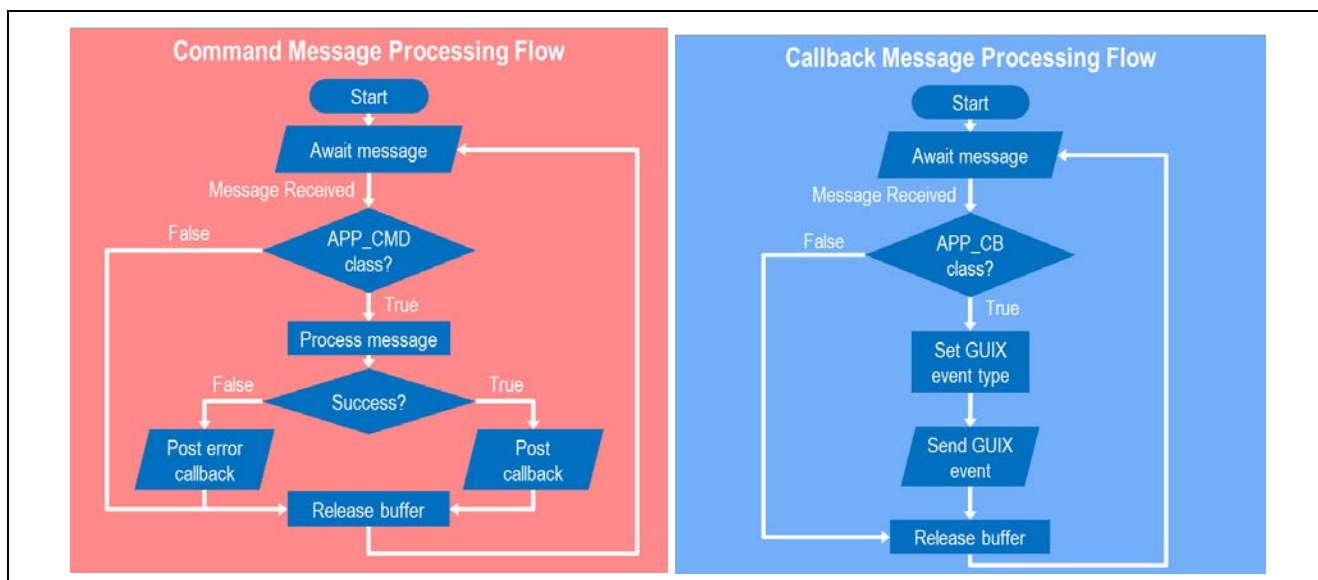 Command Message Processing Flow
Start
Await message
Message Received
False
APP_CMD
class?
True
Process message
False
True
Success?
Post error
callback
Post
callback
Release buffer
Callback Message Processing Flow
Start
Await message
Message Received
False
APP_CB
class?
True
Set GUIX
event type
Send GUIX
event
Release buffer